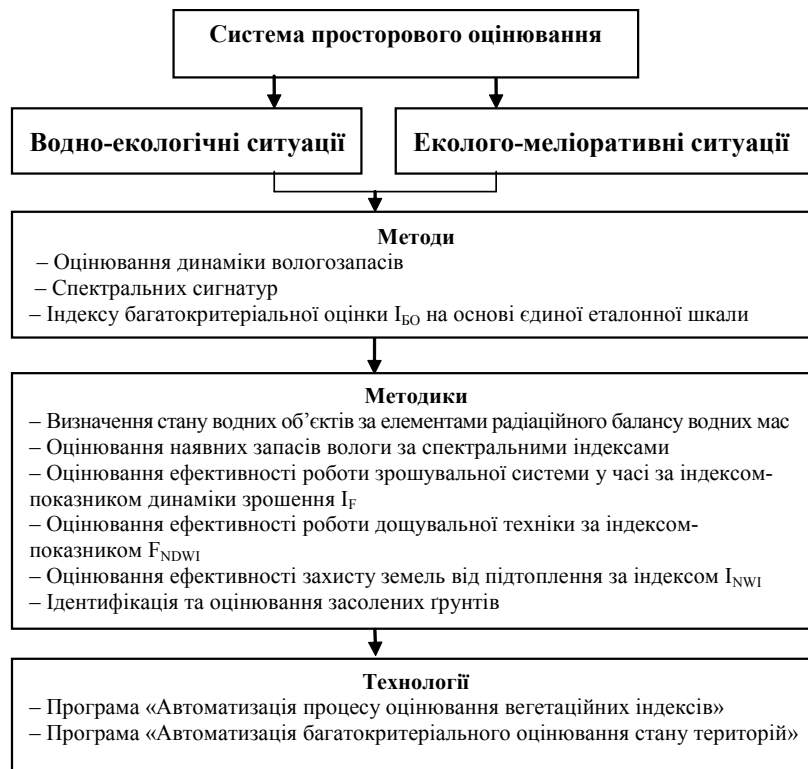 Система просторового оцінювання
Водно-екологічні ситуації
Еколого-меліоративні ситуації
Методи
– Оцінювання динаміки вологозапасів
– Спектральних сигнатур
– Індексу багатокритеріальної оцінки I_БО на основі єдиної еталонної шкали
Методики
– Визначення стану водних об’єктів за елементами радіаційного балансу водних мас
– Оцінювання наявних запасів вологи за спектральними індексами
– Оцінювання ефективності роботи зрошувальної системи у часі за індексом-
показником динаміки зрошення I_F
– Оцінювання ефективності роботи дощувальної техніки за індексом-
показником F_NDWI
– Оцінювання ефективності захисту земель від підтоплення за індексом I_NWI
– Ідентифікація та оцінювання засолених ґрунтів
Технології
– Програма «Автоматизація процесу оцінювання вегетаційних індексів»
– Програма «Автоматизація багатокритеріального оцінювання стану територій»